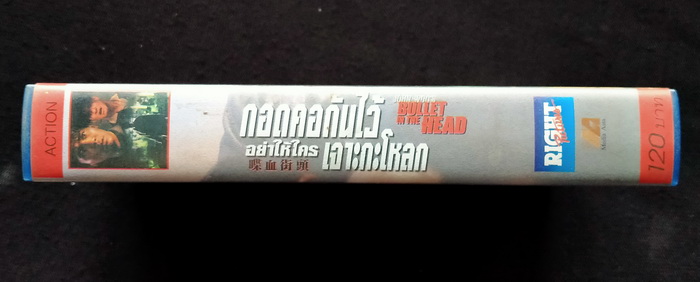 ACTION
กอดคอกันไว้
อย่าให้ใคร เจาะกะโหลก
喋血街頭
BULLET
IN THE HEAD
RIGHT
Media Asia
120 บาท